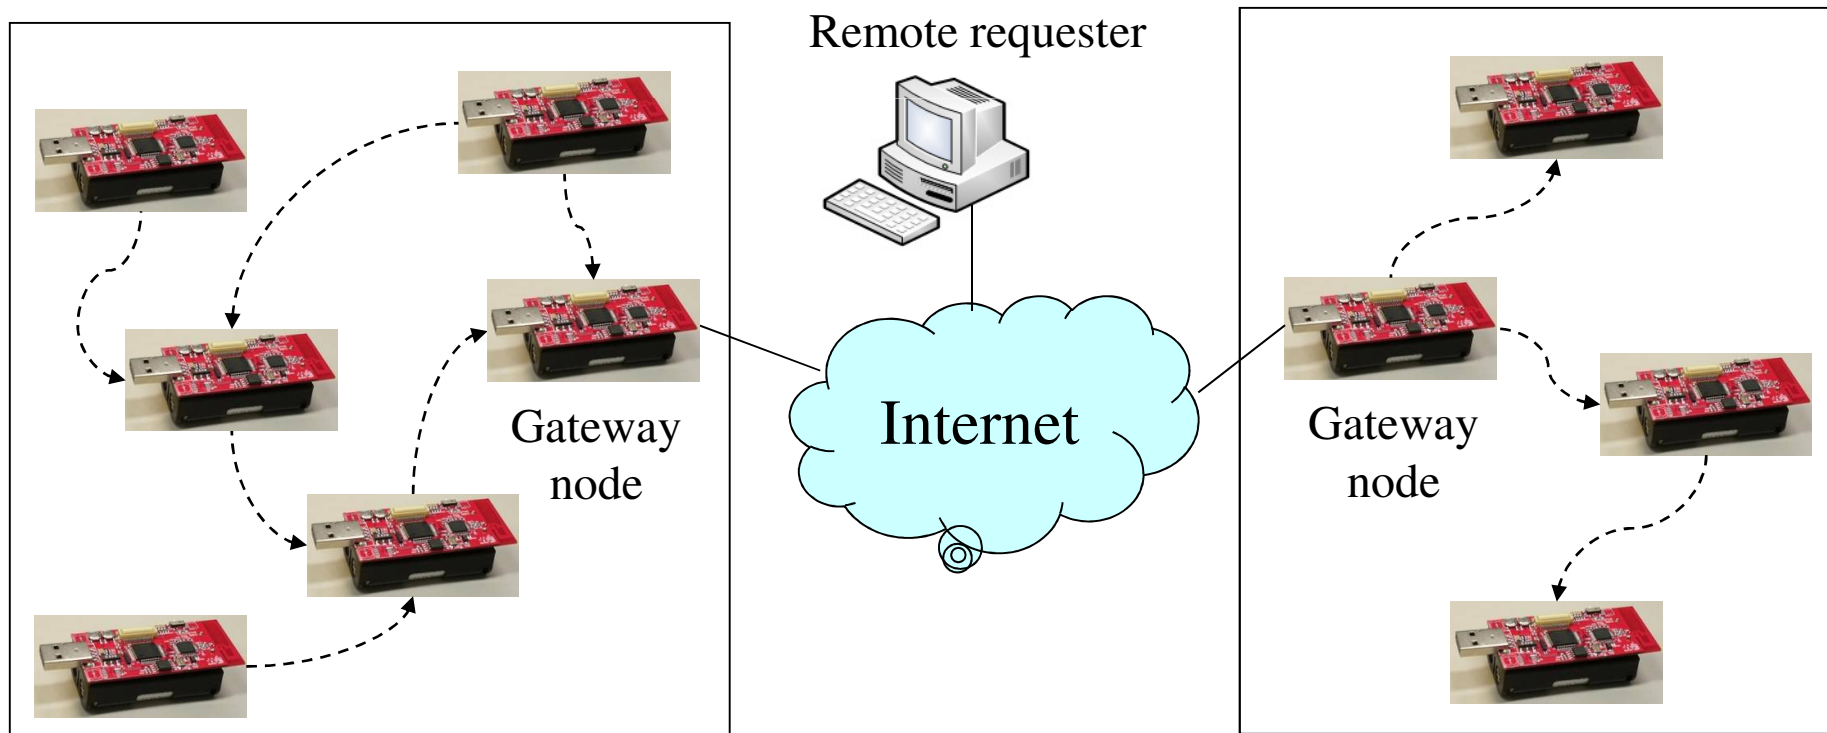 Remote requester
Gateway
node
Internet
Gateway
node